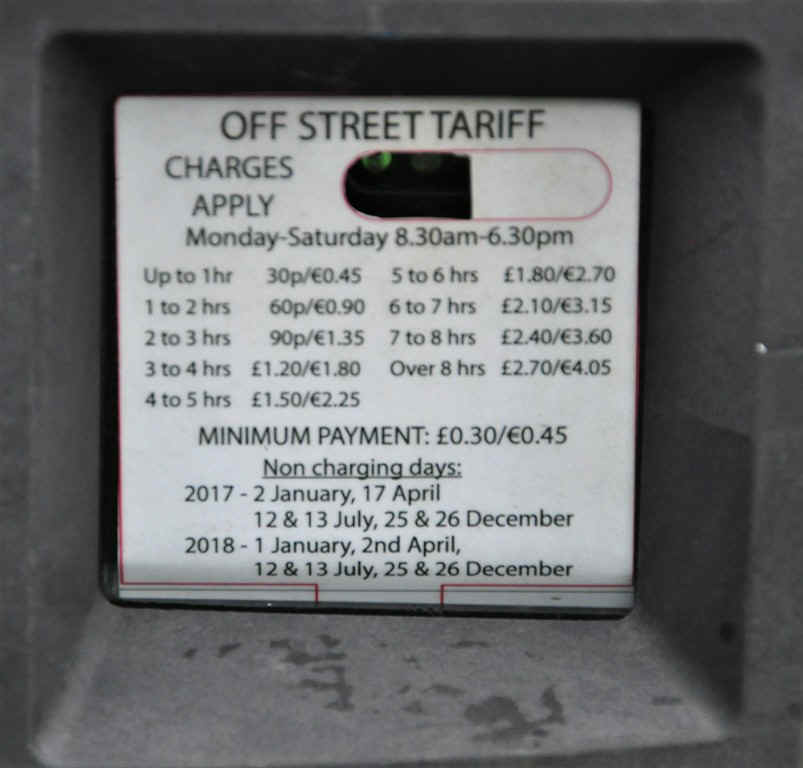 OFF STREET TARIFF
CHARGES
APPLY
Monday-Saturday 8.30am-6.30pm
Up to 1hr 30p/€0.45 5 to 6 hrs £1.80/€2.70
1 to 2 hrs 60p/€0.90 6 to 7 hrs £2.10/€3.15
2 to 3 hrs 90p/€1.35 7 to 8 hrs £2.40/€3.60
3 to 4 hrs £1.20/€1.80 Over 8 hrs £2.70/€4.05
4 to 5 hrs £1.50/€2.25
MINIMUM PAYMENT: £0.30/€0.45
Non charging days:
2017 - 2 January, 17 April
12 & 13 July, 25 & 26 December
2018 - 1 January, 2nd April,
12 & 13 July, 25 & 26 December